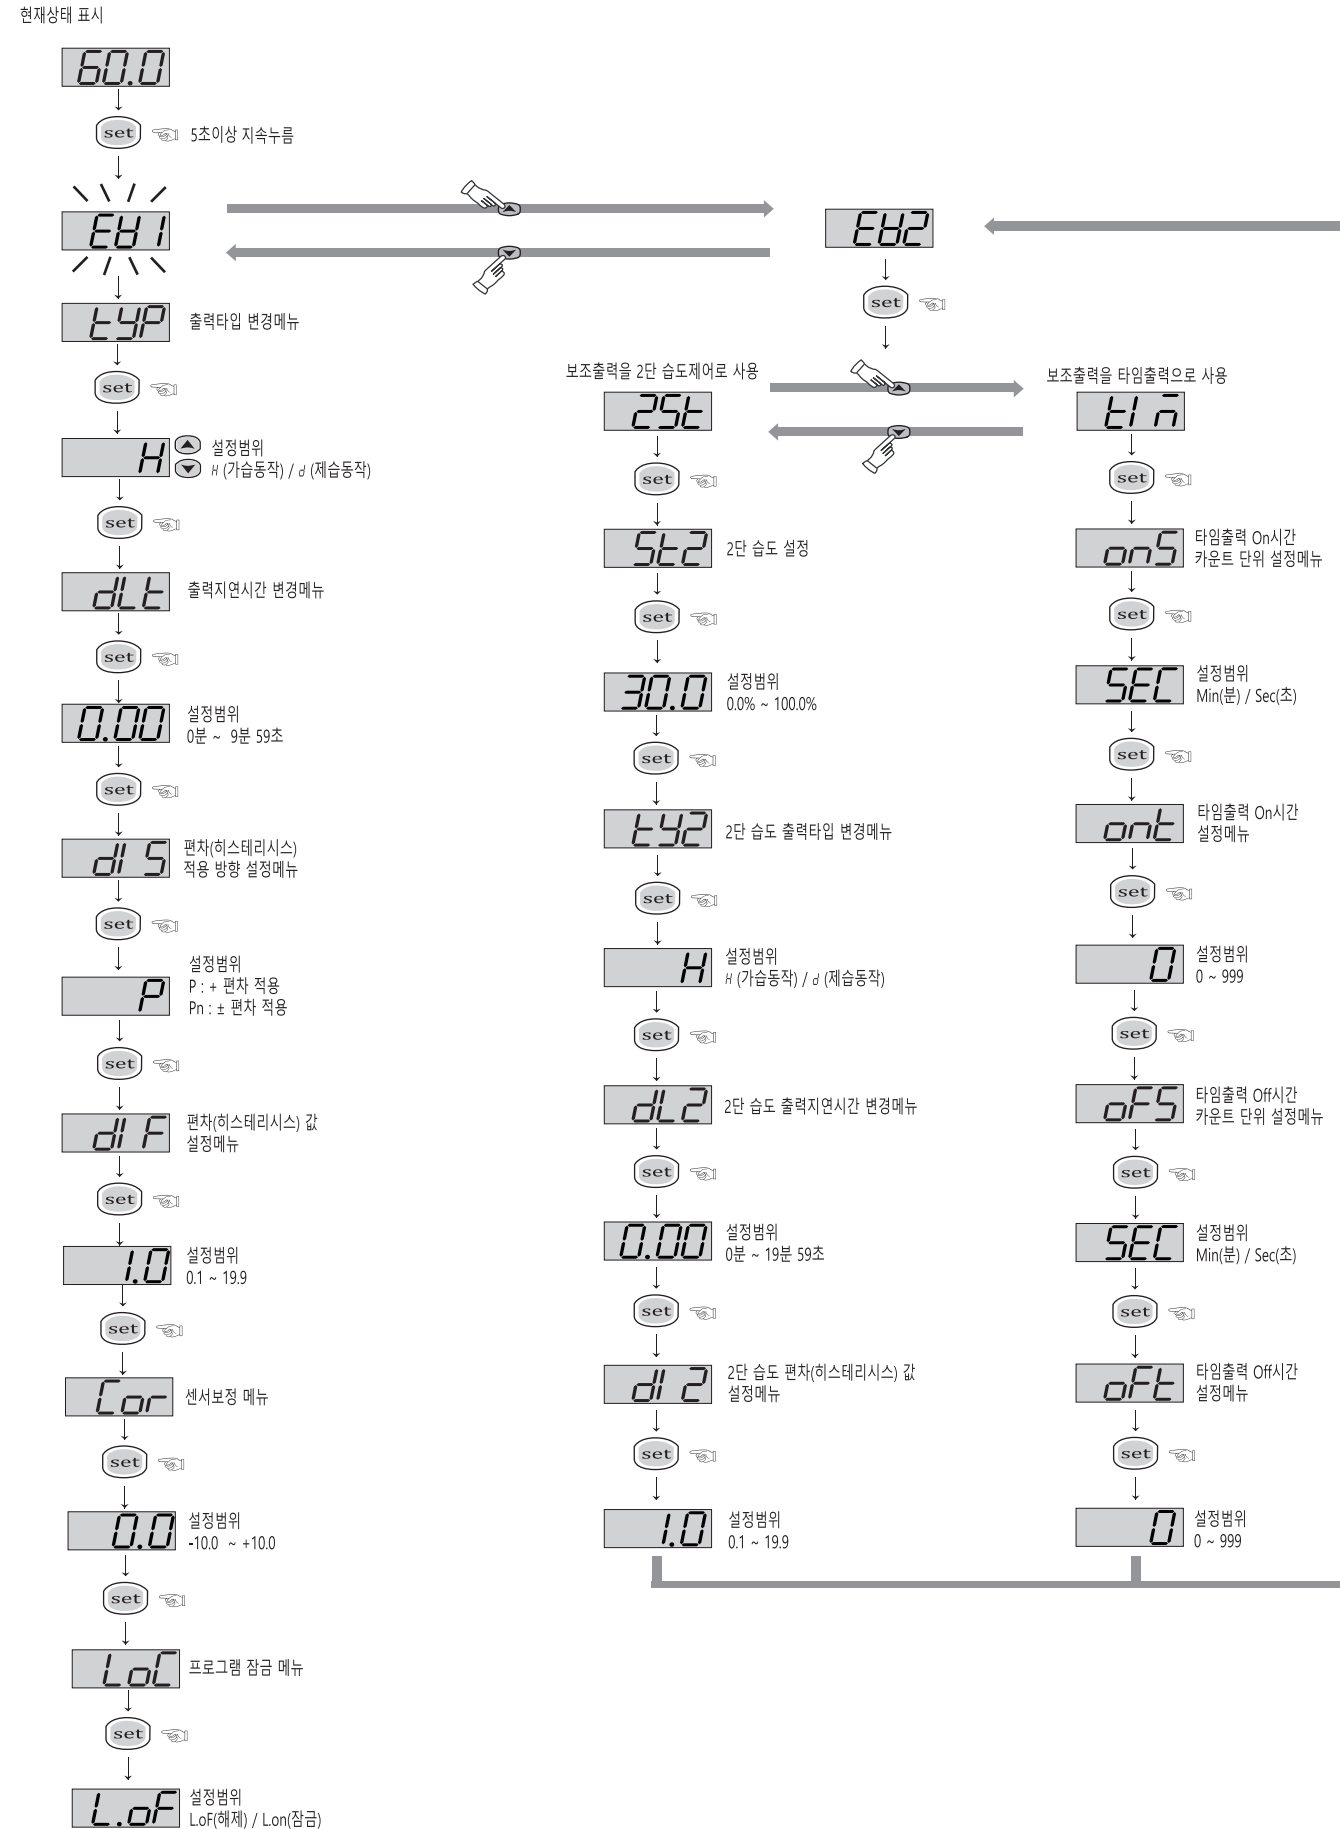 현재상태 표시
60.0
set
5초이상 지속누름
EH1
tYP
출력타입 변경메뉴
set
H
설정범위
H (가습동작) / d (제습동작)
set
dLt
출력지연시간 변경메뉴
set
0.00
설정범위
0분 ~ 9분 59초
set
dIS
편차(히스테리시스)
적용 방향 설정메뉴
set
P
설정범위
P : + 편차 적용
Pn : ± 편차 적용
set
dIF
편차(히스테리시스) 값
설정메뉴
set
1.0
설정범위
0.1 ~ 19.9
set
Cor
센서보정 메뉴
set
0.0
설정범위
-10.0 ~ +10.0
set
LoC
프로그램 잠금 메뉴
set
L.oF
설정범위
L.oF(해제) / L.on(잠금)
EH2
set
보조출력을 2단 습도제어로 사용
2St
set
St2
2단 습도 설정
set
30.0
설정범위
0.0% ~ 100.0%
set
tY2
2단 습도 출력타입 변경메뉴
set
H
설정범위
H (가습동작) / d (제습동작)
set
dL2
2단 습도 출력지연시간 변경메뉴
set
0.00
설정범위
0분 ~ 19분 59초
set
dI2
2단 습도 편차(히스테리시스) 값
설정메뉴
set
1.0
설정범위
0.1 ~ 19.9
보조출력을 타임출력으로 사용
tIm
set
onS
타임출력 On시간
카운트 단위 설정메뉴
set
SEC
설정범위
Min(분) / Sec(초)
set
ont
타임출력 On시간
설정메뉴
set
0
설정범위
0 ~ 999
set
oFS
타임출력 Off시간
카운트 단위 설정메뉴
set
SEC
설정범위
Min(분) / Sec(초)
set
oFt
타임출력 Off시간
설정메뉴
set
0
설정범위
0 ~ 999